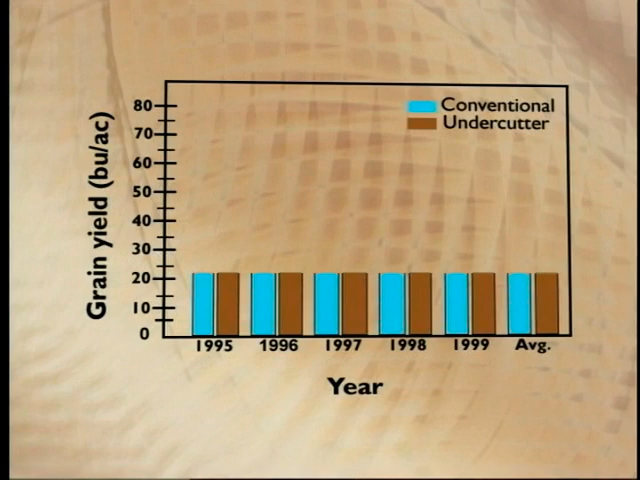 Conventional
Undercutter
Grain yield (bu/ac)
80
70
60
50
40
30
20
10
0
1995 1996 1997 1998 1999 Avg.
Year